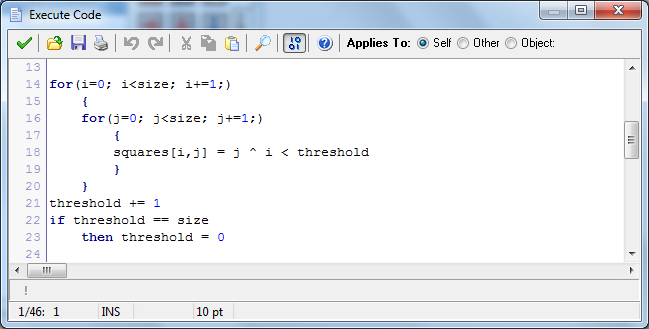 Execute Code
Applies To: Self Other Object:
13
14 for(i=0; i<size; i+=1;)
15 {
16 for(j=0; j<size; j+=1;)
17 {
18 squares[i,j] = j ^ i < threshold
19 }
20 }
21 threshold += 1
22 if threshold == size
23 then threshold = 0
24
!
1/46: 1 INS 10 pt